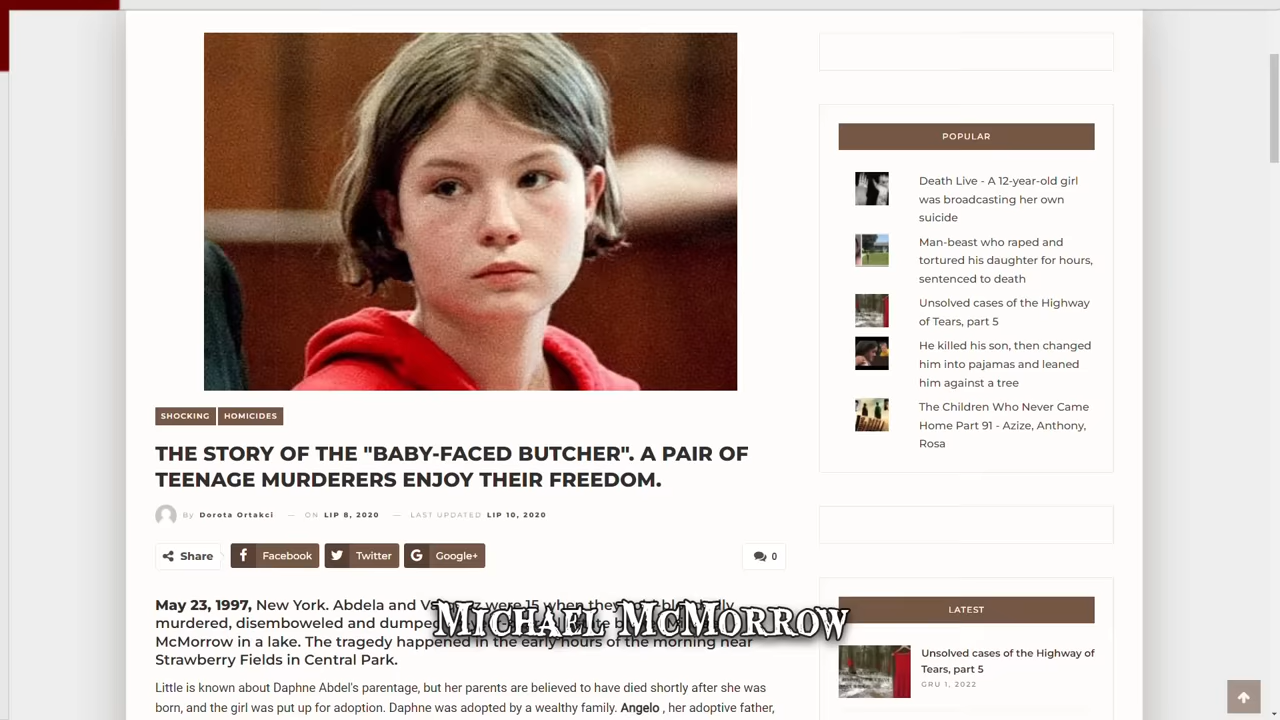 POPULAR
Death Live - A 12-year-old girl
was broadcasting her own
suicide
Man-beast who raped and
tortured his daughter for hours,
sentenced to death
Unsolved cases of the Highway
of Tears, part 5
He killed his son, then changed
him into pajamas and leaned
him against a tree
The Children Who Never Came
Home Part 91 - Azize, Anthony,
Rosa
SHOCKING HOMICIDES
THE STORY OF THE "BABY-FACED BUTCHER". A PAIR OF
TEENAGE MURDERERS ENJOY THEIR FREEDOM.
By Dorota Ortakci — ON LIP 8, 2020 — LAST UPDATED LIP 10, 2020
Share Facebook Twitter Google+ 0
May 23, 1997, New York. Abdela and were 15 when they
murdered, disemboweled and dumped
McMorrow in a lake. The tragedy happened in the early hours of the morning near
Strawberry Fields in Central Park.
MICHAEL MCMORROW
Little is known about Daphne Abdel's parentage, but her parents are believed to have died shortly after she was
born, and the girl was put up for adoption. Daphne was adopted by a wealthy family. Angelo , her adoptive father,
LATEST
Unsolved cases of the Highway of
Tears, part 5
GRU 1, 2022